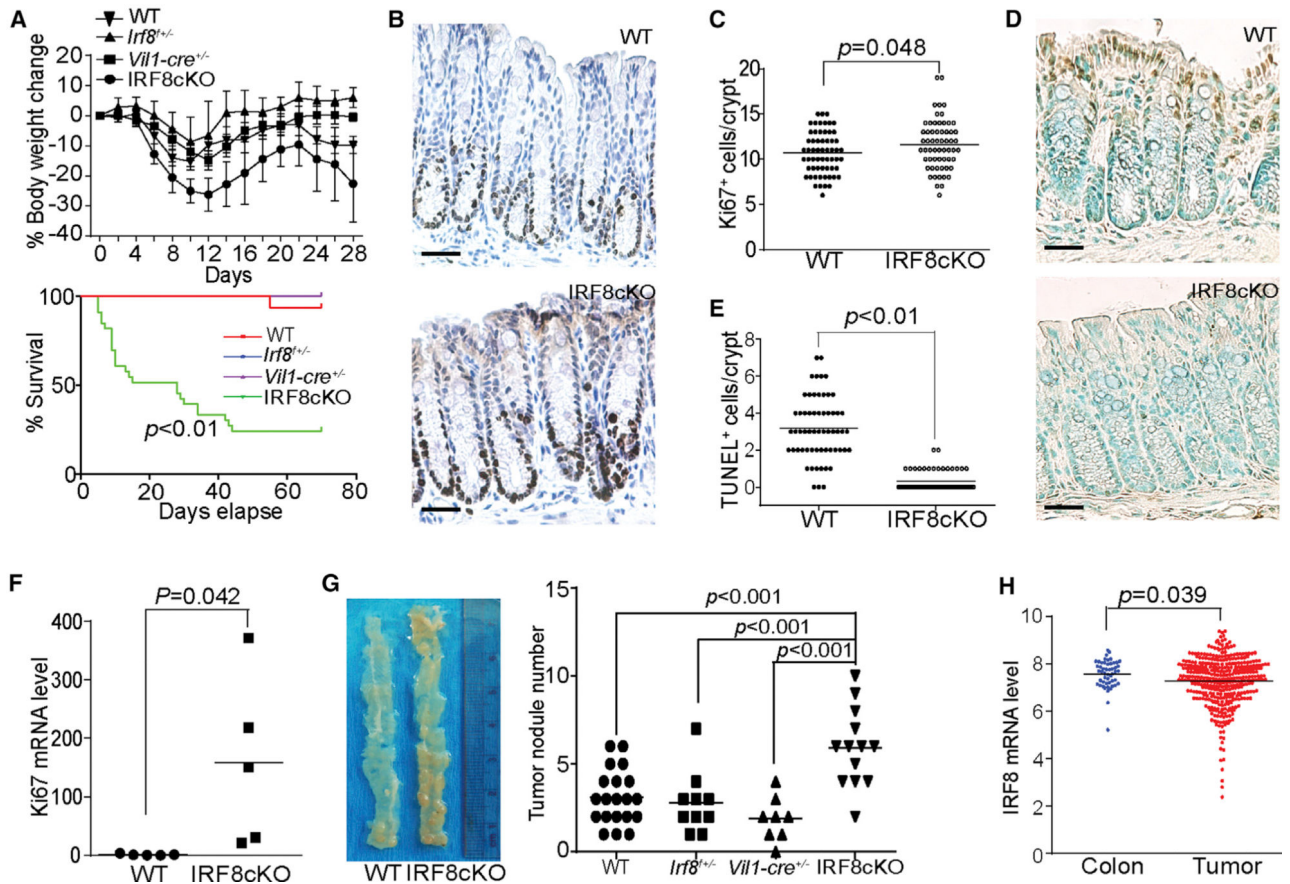 A
WT
Irf8f+/-
Vil1-cre+/-
IRF8cKO
% Body weight change
20
10
0
-10
-20
-30
-40
0 4 8 12 16 20 24 28
Days
% Survival
100
50
0
WT
Irf8f+/-
Vil1-cre+/-
IRF8cKO
p<0.01
0 20 40 60 80
Days elapse
B
WT
IRF8cKO
C
p=0.048
Ki67+ cells/crypt
20
15
10
5
0
WT IRF8cKO
D
WT
IRF8cKO
E
p<0.01
TUNEL+ cells/crypt
8
6
4
2
0
WT IRF8cKO
F
P=0.042
Ki67 mRNA level
400
300
200
100
0
WT IRF8cKO
G
WT IRF8cKO
Tumor nodule number
15
10
5
0
p<0.001
p<0.001
p<0.001
WT Irf8f+/- Vil1-cre+/- IRF8cKO
H
p=0.039
IRF8 mRNA level
10
8
6
4
2
0
Colon Tumor